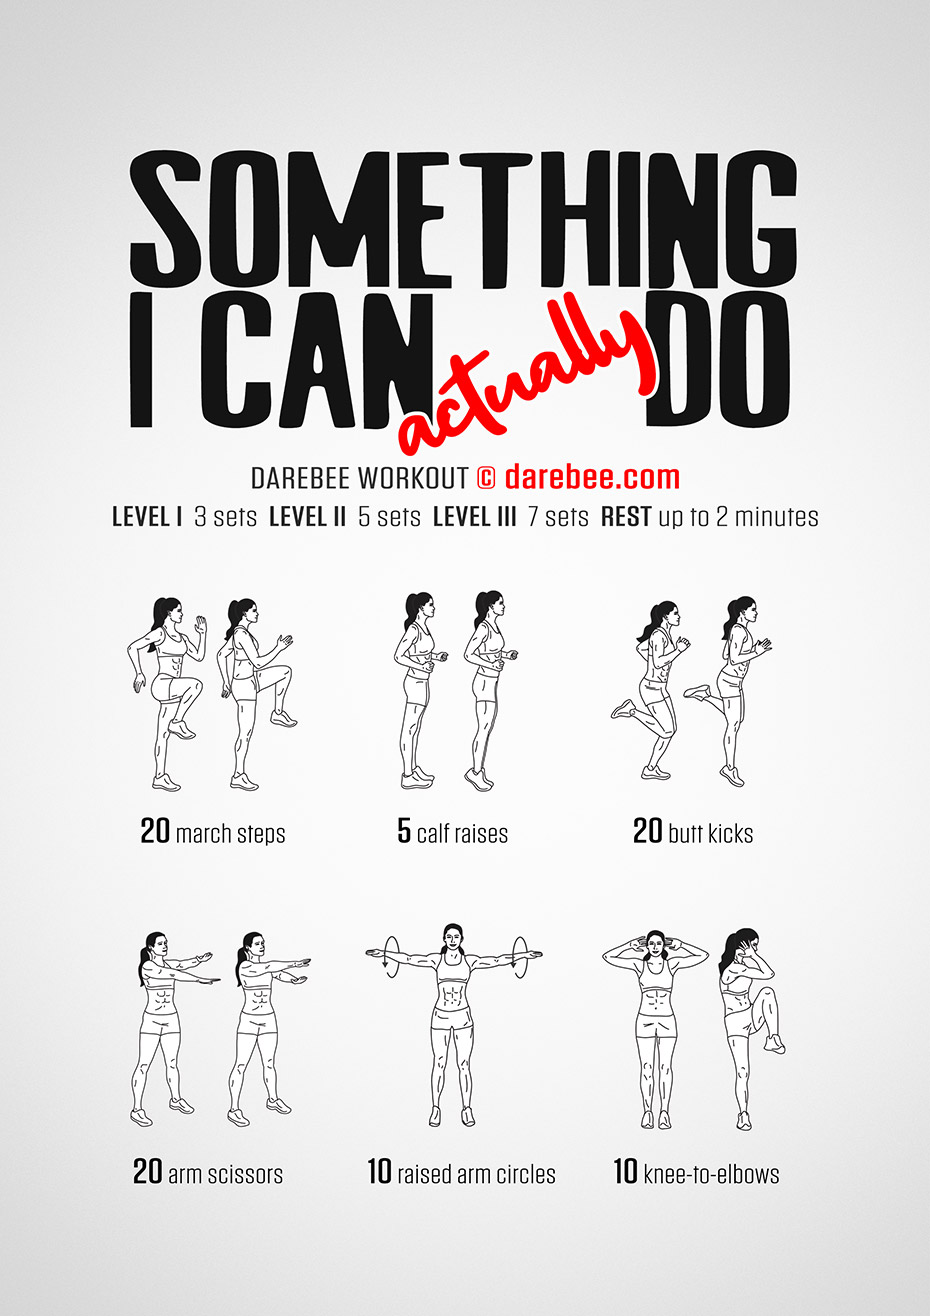 SOMETHING
I CAN actually DO
DAREBEE WORKOUT © darebee.com
LEVEL I 3 sets LEVEL II 5 sets LEVEL III 7 sets REST up to 2 minutes
20 march steps
5 calf raises
20 butt kicks
20 arm scissors
10 raised arm circles
10 knee-to-elbows